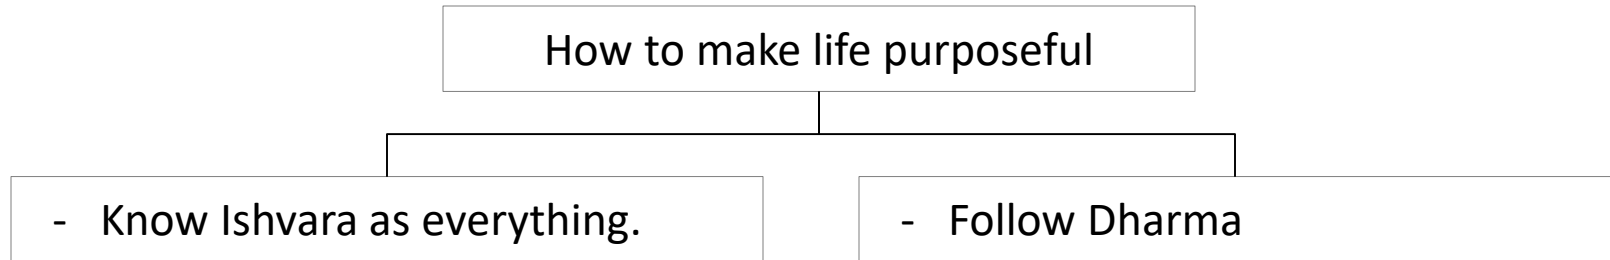 How to make life purposeful
- Know Ishvara as everything.
- Follow Dharma